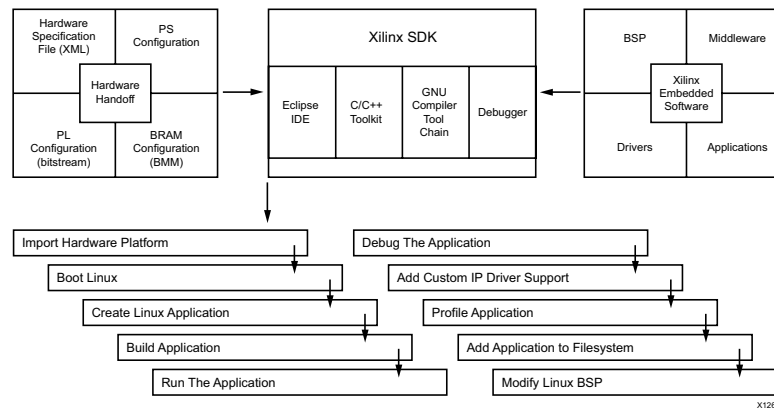 Hardware
Specification
File (XML)
PS
Configuration
Hardware
Handoff
PL
Configuration
(bitstream)
BRAM
Configuration
(BMM)
Xilinx SDK
Eclipse
IDE
C/C++
Toolkit
GNU
Compiler
Tool
Chain
Debugger
BSP
Middleware
Xilinx
Embedded
Software
Drivers
Applications
Import Hardware Platform
Boot Linux
Create Linux Application
Build Application
Run The Application
Debug The Application
Add Custom IP Driver Support
Profile Application
Add Application to Filesystem
Modify Linux BSP
X126